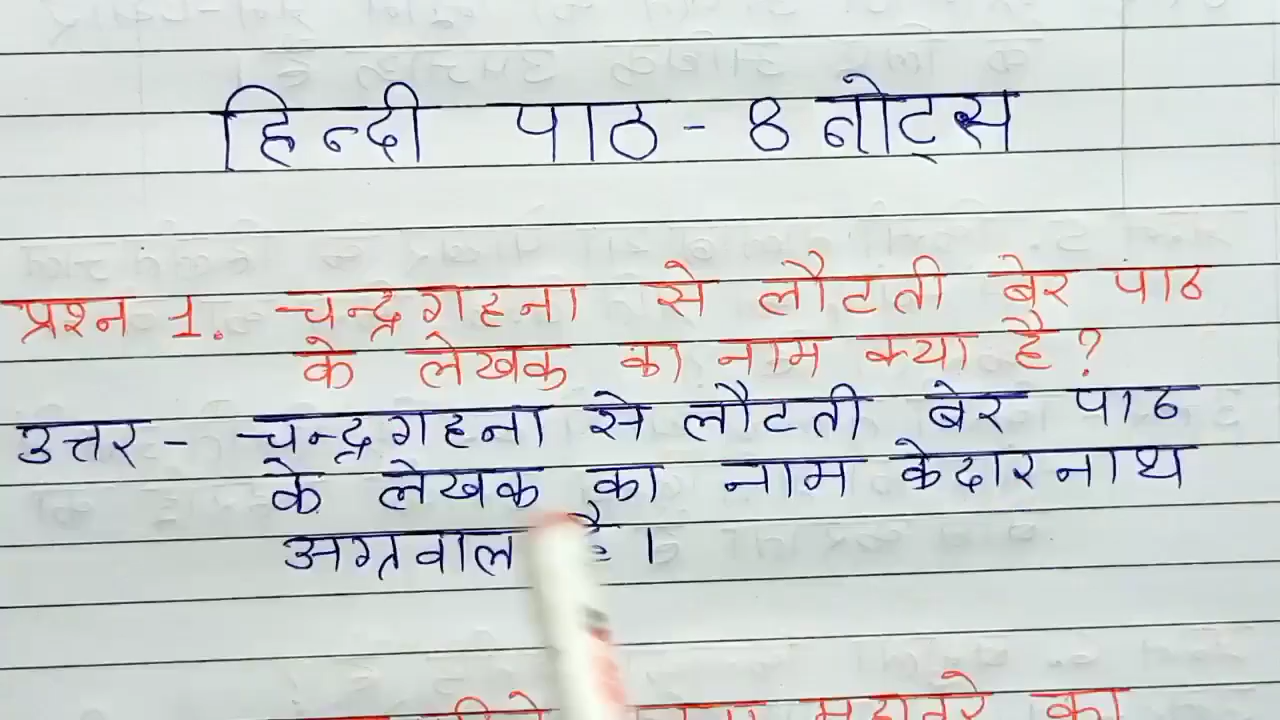 हिन्दी पाठ - 8 नोट्स
प्रश्न 1. चन्द्रगहना से लौटती बेर पाठ
के लेखक का नाम क्या है ?
उत्तर - चन्द्रगहना से लौटती बेर पाठ
के लेखक का नाम केदारनाथ
अग्रवाल है ।
का